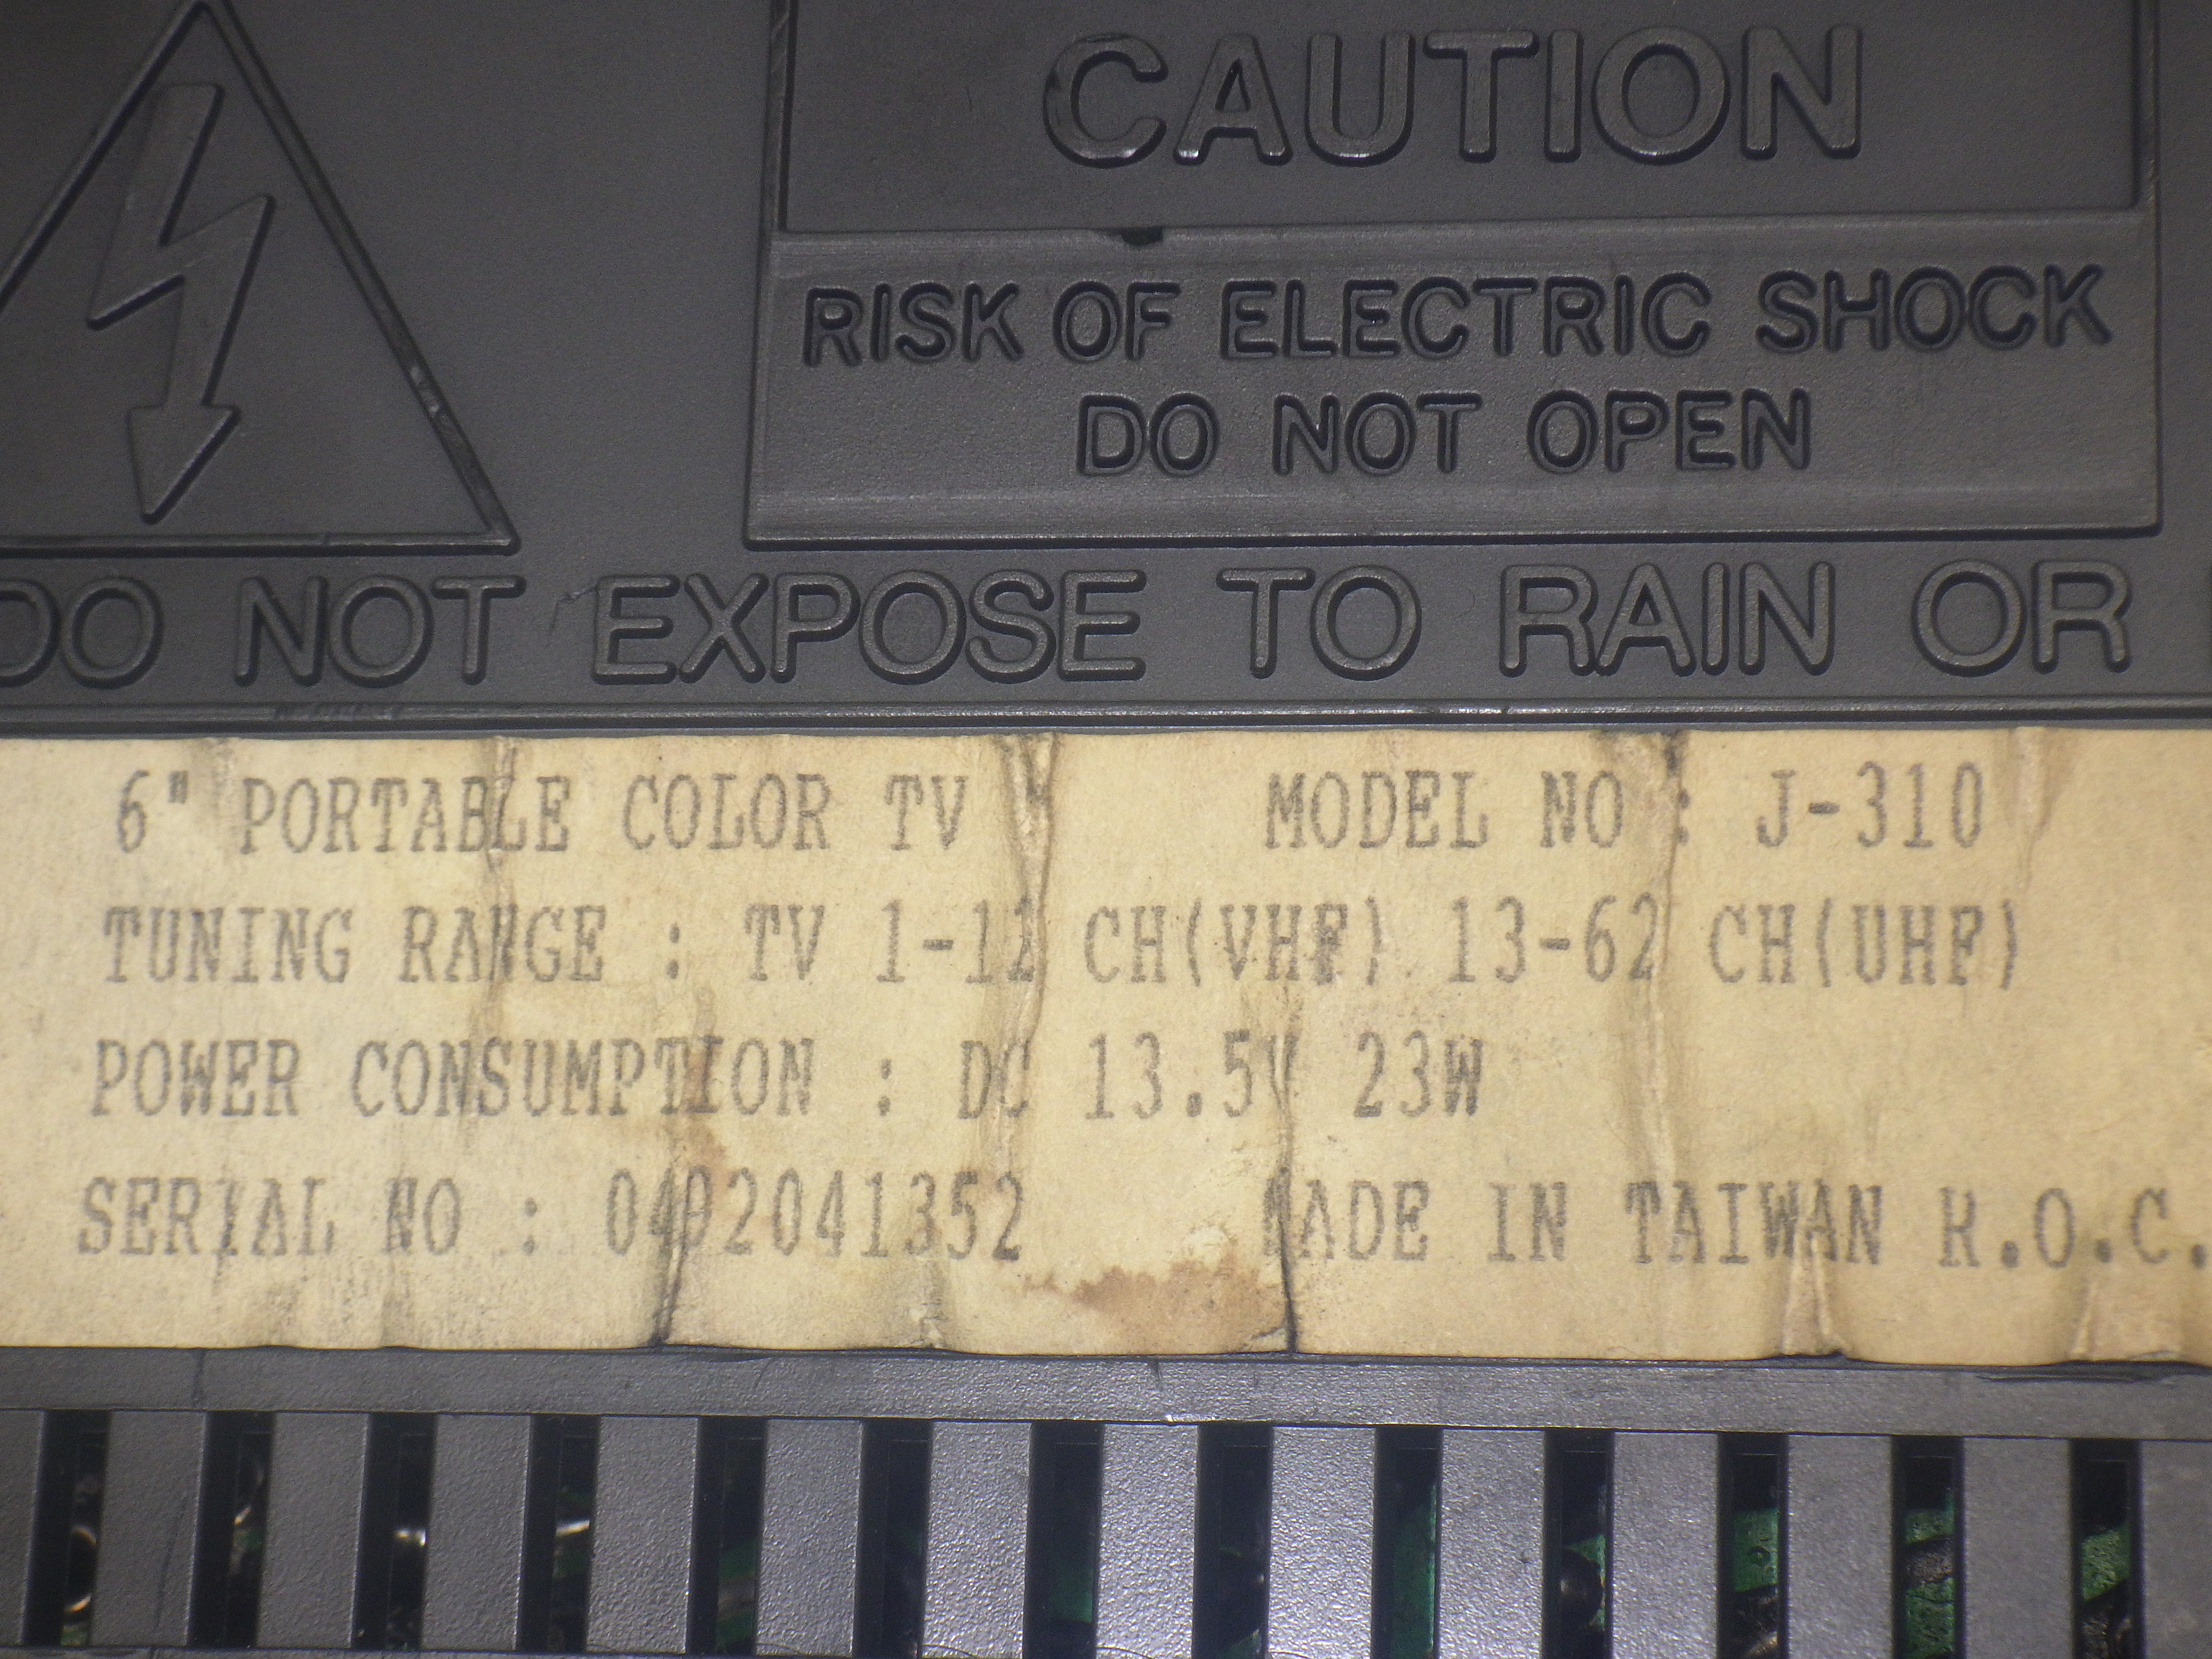 CAUTION
RISK OF ELECTRIC SHOCK
DO NOT OPEN
DO NOT EXPOSE TO RAIN OR
6" PORTABLE COLOR TV MODEL NO : J-310
TUNING RANGE : TV 1-12 CH(VHF) 13-62 CH(UHF)
POWER CONSUMPTION : DC 13.5V 23W
SERIAL NO : 0402041352 MADE IN TAIWAN R.O.C.